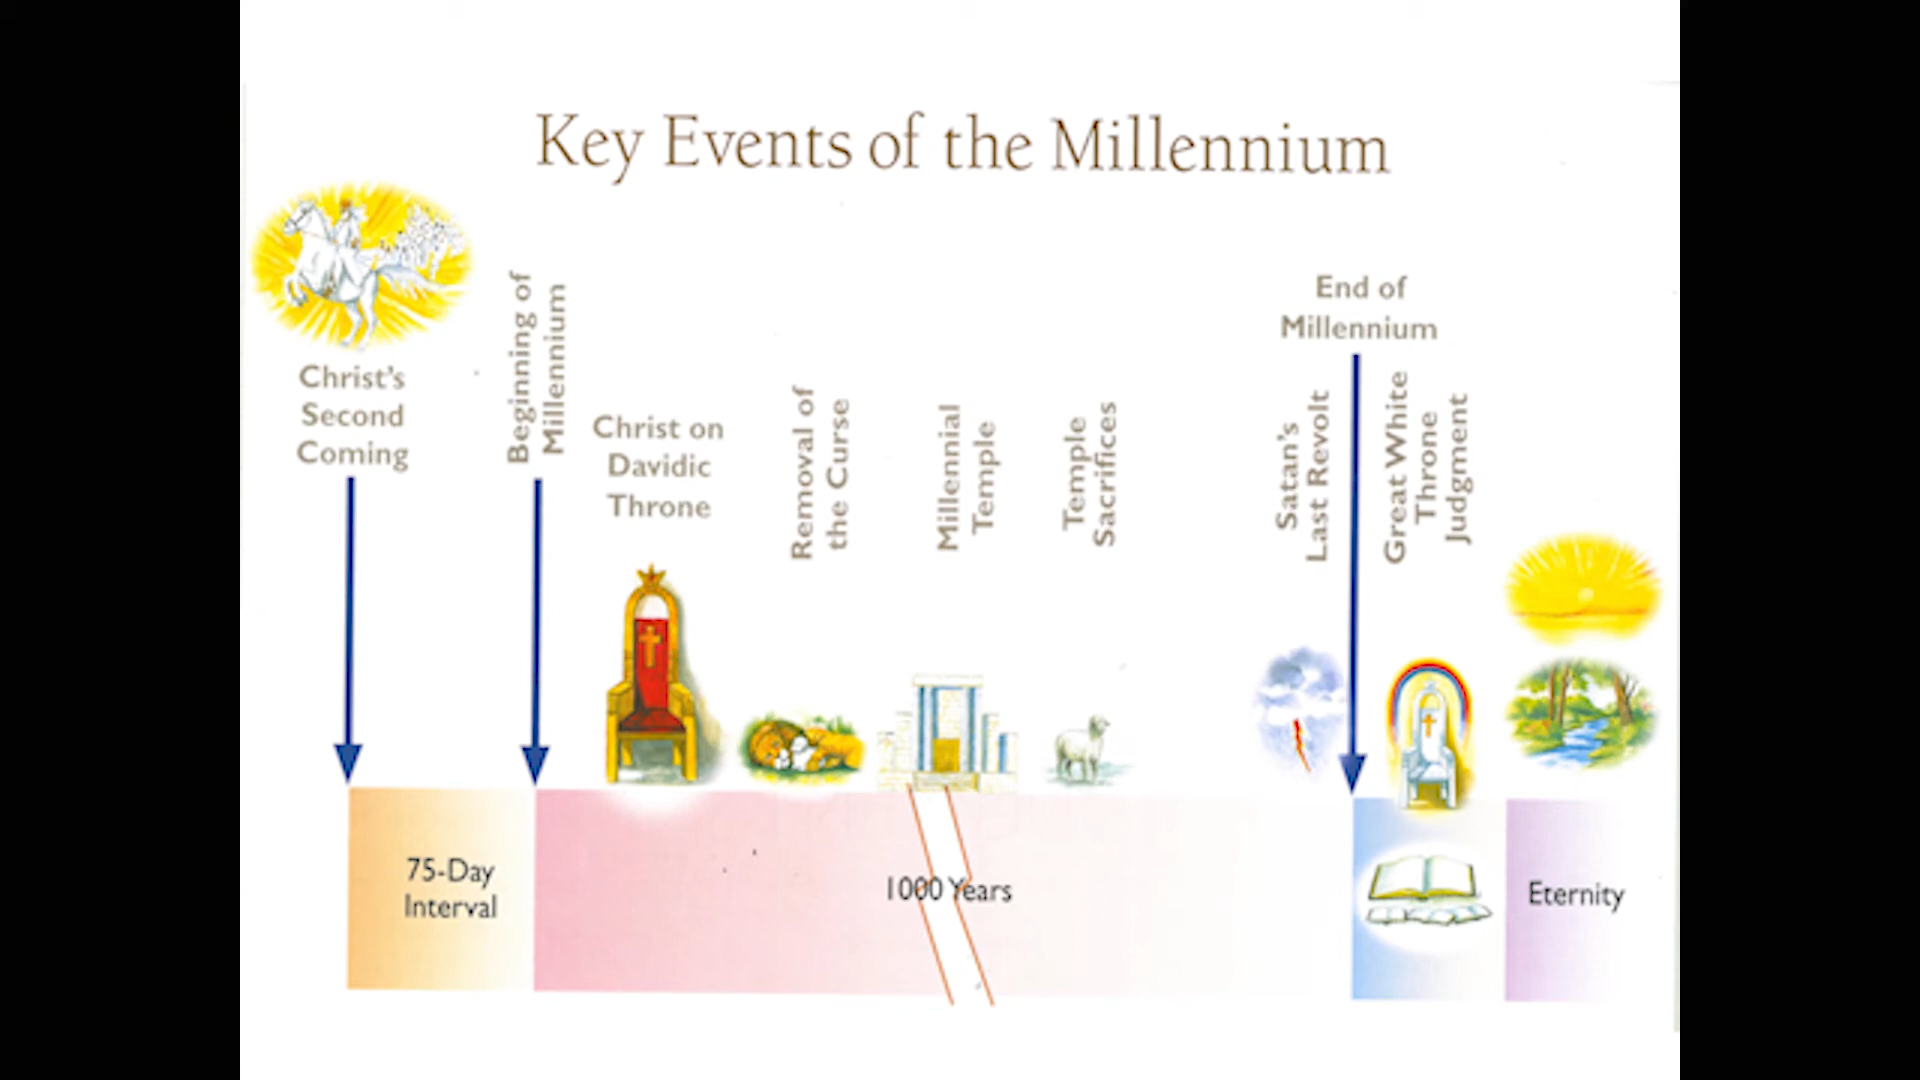 Key Events of the Millennium
Christ's
Second
Coming
Beginning of
Millennium
Christ on
Davidic
Throne
Removal of
the Curse
Millennial
Temple
Temple
Sacrifices
Satan's
Last Revolt
End of
Millennium
Great White
Throne
Judgment
75-Day
Interval
1000 Years
Eternity